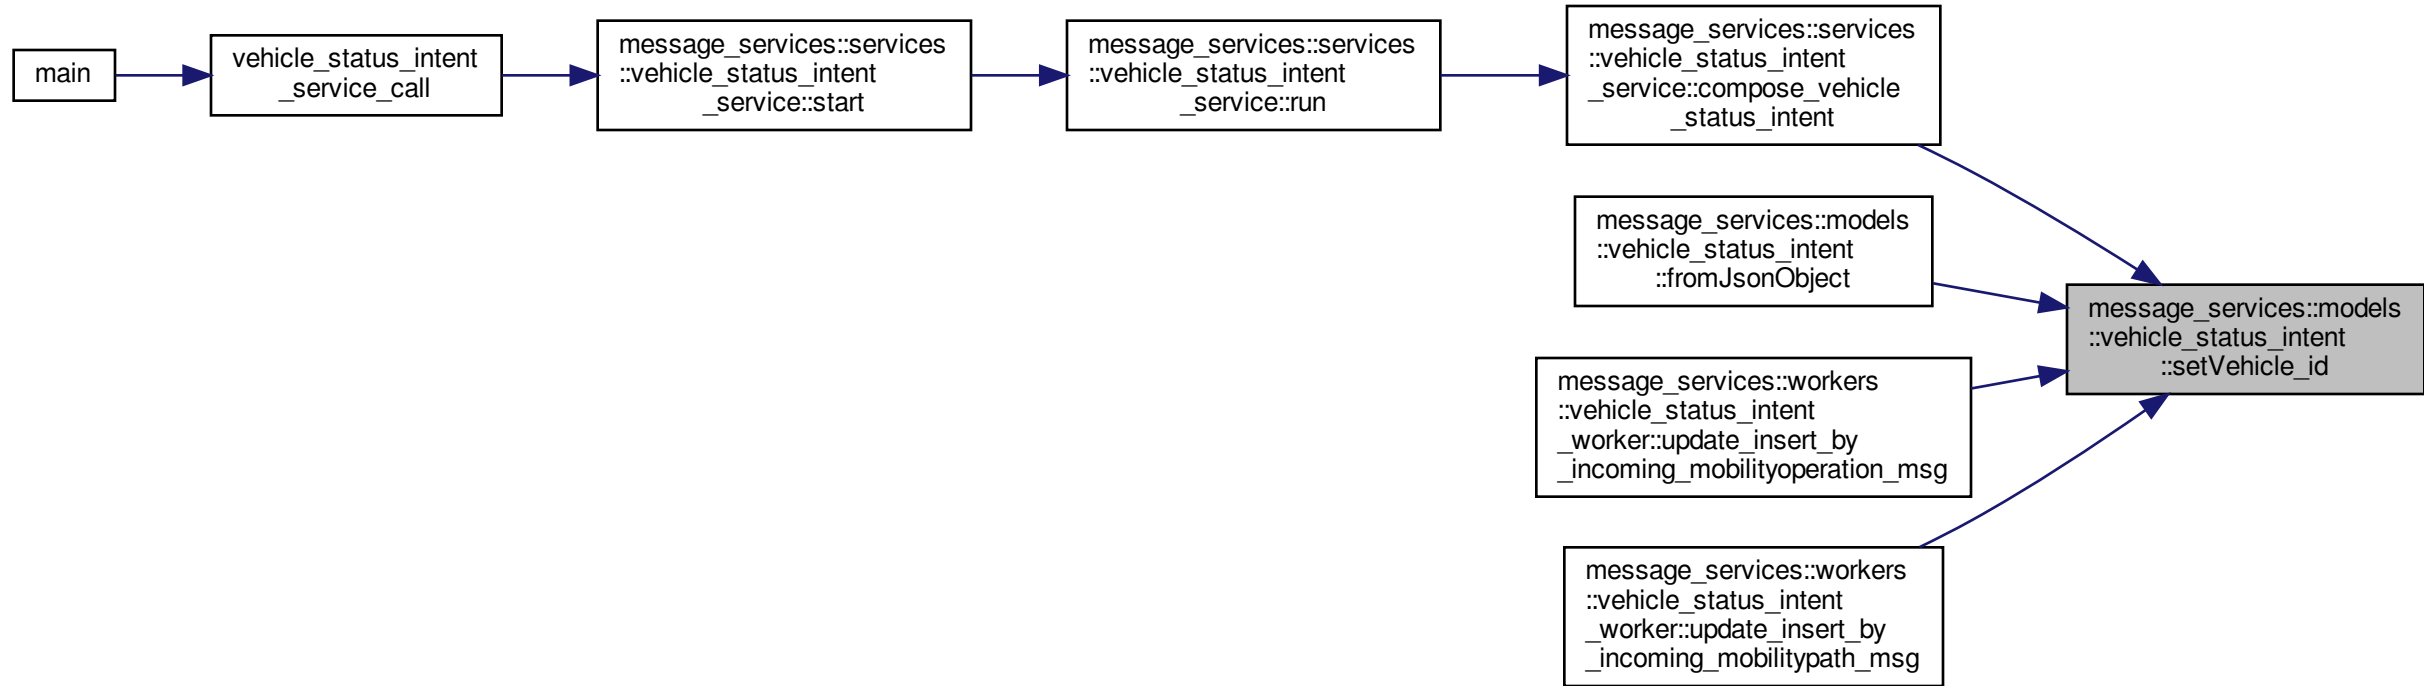 main
vehicle_status_intent
_service_call
message_services::services
::vehicle_status_intent
_service::start
message_services::services
::vehicle_status_intent
_service::run
message_services::services
::vehicle_status_intent
_service::compose_vehicle
_status_intent
message_services::models
::vehicle_status_intent
::fromJsonObject
message_services::workers
::vehicle_status_intent
_worker::update_insert_by
_incoming_mobilityoperation_msg
message_services::workers
::vehicle_status_intent
_worker::update_insert_by
_incoming_mobilitypath_msg
message_services::models
::vehicle_status_intent
::setVehicle_id